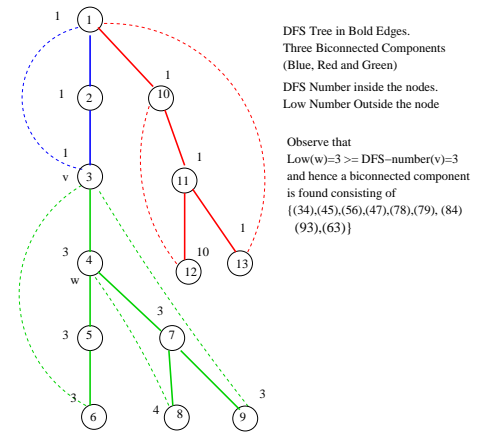 1
1
DFS Tree in Bold Edges.
Three Biconnected Components
(Blue, Red and Green)
DFS Number inside the nodes.
Low Number Outside the node
1
1
2
10
Observe that
Low(w)=3 >= DFS−number(v)=3
and hence a biconnected component
is found consisting of
{(34),(45),(56),(47),(78),(79), (84)
(93),(63)}
1
v
3
1
11
1
3
4
w
10
12
13
3
3
5
7
3
6
4
8
3
9